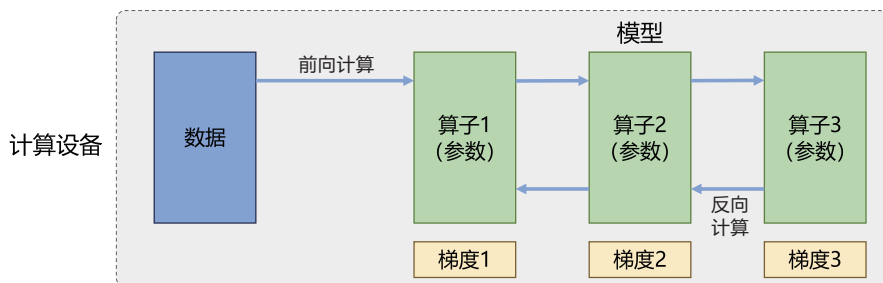 模型
前向计算
计算设备
数据
算子1
（参数）
算子2
（参数）
算子3
（参数）
反向
计算
梯度1
梯度2
梯度3